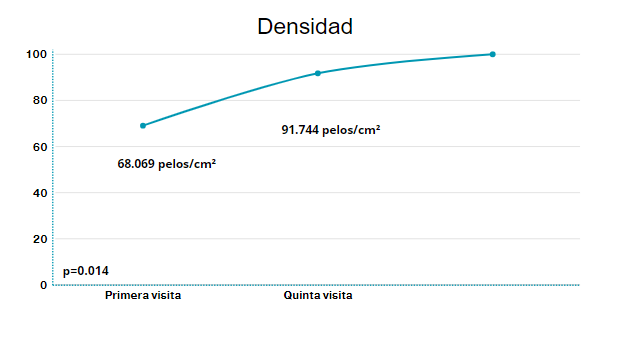 Densidad
100
80
60
40
20
0
91.744 pelos/cm²
68.069 pelos/cm²
p=0.014
Primera visita
Quinta visita